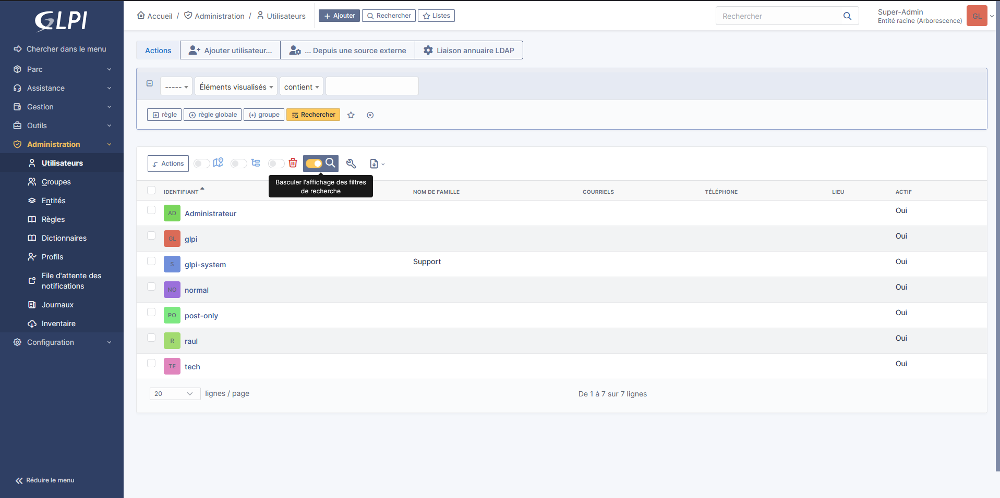 GLPI
Accueil / Administration / Utilisateurs
Ajouter
Rechercher
Listes
Rechercher
Super-Admin
Entité racine (Arborescence)
GL
Chercher dans le menu
Parc
Assistance
Gestion
Outils
Administration
Utilisateurs
Groupes
Entités
Règles
Dictionnaires
Profils
File d'attente des
notifications
Journaux
Inventaire
Configuration
Réduire le menu
Actions
Ajouter utilisateur...
... Depuis une source externe
Liaison annuaire LDAP
-----
Éléments visualisés
contient
règle
règle globale
groupe
Rechercher
Actions
Basculer l'affichage des filtres
de recherche
IDENTIFIANT NOM DE FAMILLE COURRIELS TÉLÉPHONE LIEU ACTIF
AD Administrateur Oui
GL glpi Oui
S glpi-system Support Oui
NO normal Oui
PO post-only Oui
R raul Oui
TE tech Oui
20 lignes / page
De 1 à 7 sur 7 lignes